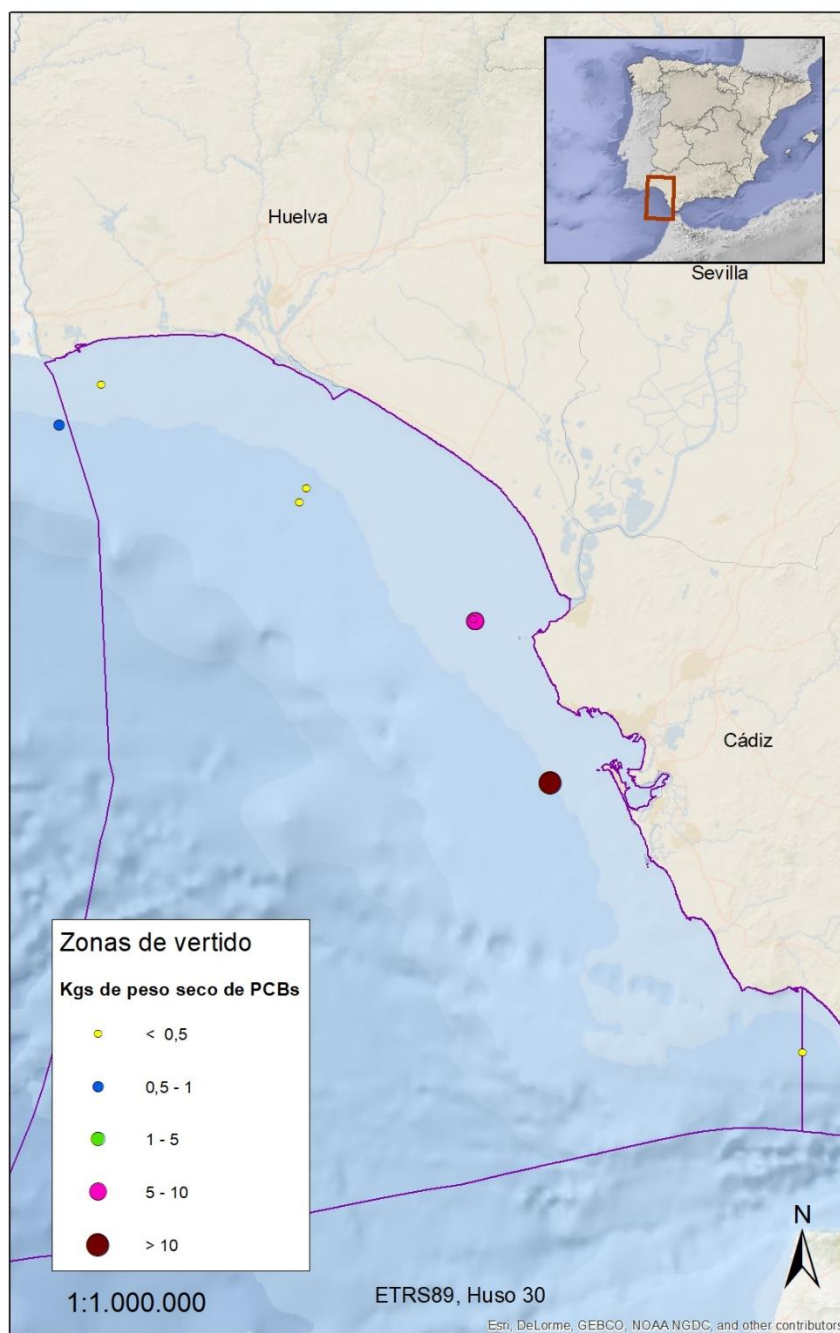 Huelva
Sevilla
Cádiz
Zonas de vertido
Kgs de peso seco de PCBs
< 0,5
0,5 - 1
1 - 5
5 - 10
> 10
N
1:1.000.000
ETRS89, Huso 30
Esri, DeLorme, GEBCO, NOAA NGDC, and other contributors